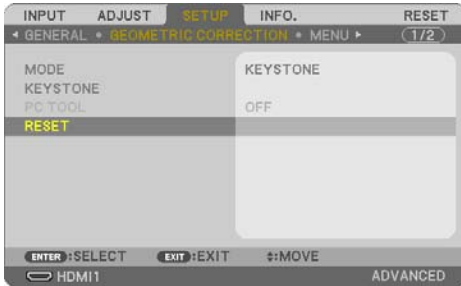 INPUT ADJUST SETUP INFO. RESET
◄ GENERAL • GEOMETRIC CORRECTION • MENU ► (1/2)
MODE KEYSTONE
KEYSTONE
PC TOOL OFF
RESET
ENTER :SELECT EXIT :EXIT ⬍:MOVE
HDMI1 ADVANCED